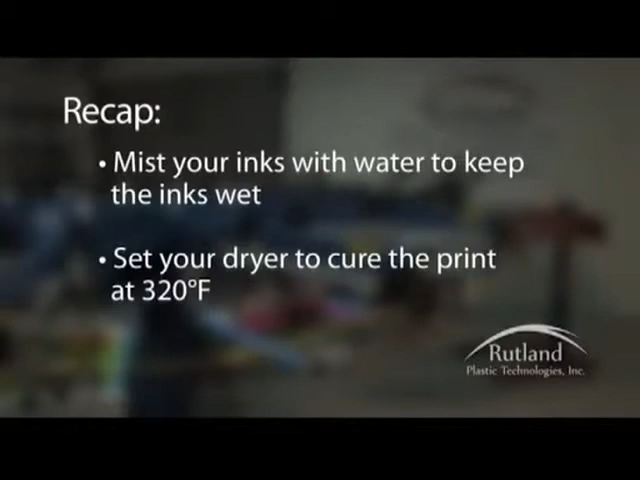 Recap:
• Mist your inks with water to keep
the inks wet
• Set your dryer to cure the print
at 320°F
Rutland
Plastic Technologies, Inc.